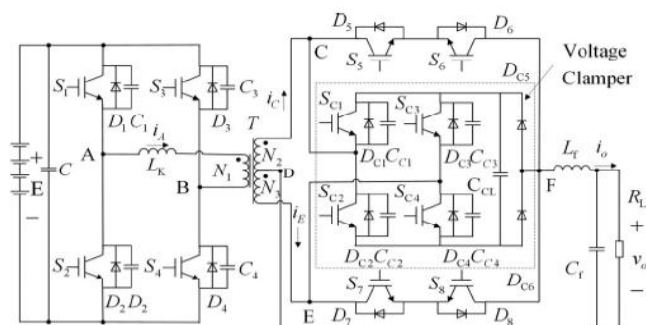 D5 D6
S5 S6
C
DC5
Voltage
Clamper
S1 S3
C3
iC
SC1 SC3
D1 C1 D3
T
A
iA
LK
N1
N2
D
N3
B
DC1 CC1 DC3 CC3
CCL
Lf
io
F
E
+
−
C
iE
SC2 SC4
RL
+
vo
−
S2 S4
C4
DC2 CC2 DC4 CC4
Cf
D2 D2 D4
S7 S8
DC6
E
D7 D8